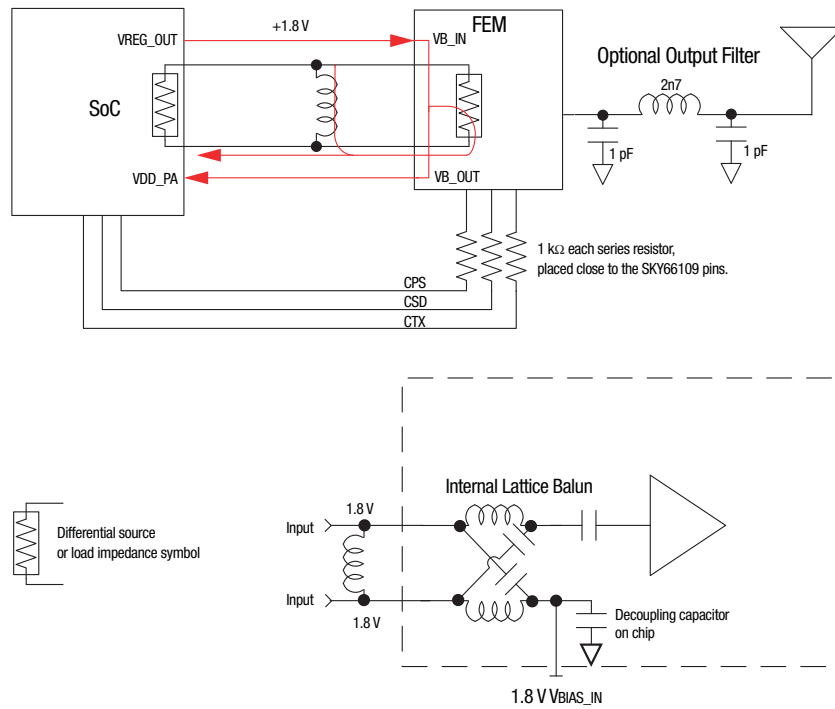 VREG_OUT
+1.8 V
VB_IN
FEM
SoC
VDD_PA
VB_OUT
Optional Output Filter
2n7
1 pF
1 pF
1 kΩ each series resistor,
placed close to the SKY66109 pins.
CPS
CSD
CTX
Differential source
or load impedance symbol
Internal Lattice Balun
1.8 V
Input
Input
1.8 V
Decoupling capacitor
on chip
1.8 V VBIAS_IN